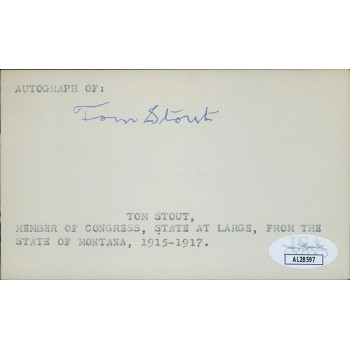 AUTOGRAPH OF:
Tom Stout
TOM STOUT,
MEMBER OF CONGRESS, STATE AT LARGE, FROM THE
STATE OF MONTANA, 1915-1917.
JSA
AL28597